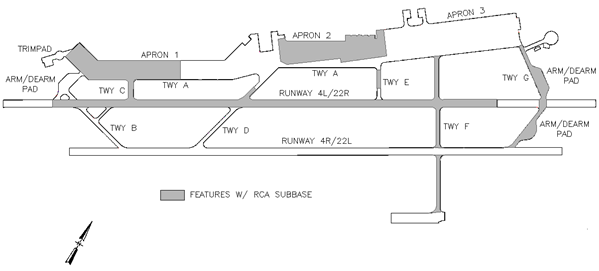 APRON 3
TRIMPAD
APRON 1
APRON 2
ARM/DEARM
PAD
TWY C
TWY A
TWY A
TWY E
TWY G
ARM/DEARM
PAD
RUNWAY 4L/22R
TWY B
TWY D
TWY F
ARM/DEARM
PAD
RUNWAY 4R/22L
FEATURES W/ RCA SUBBASE